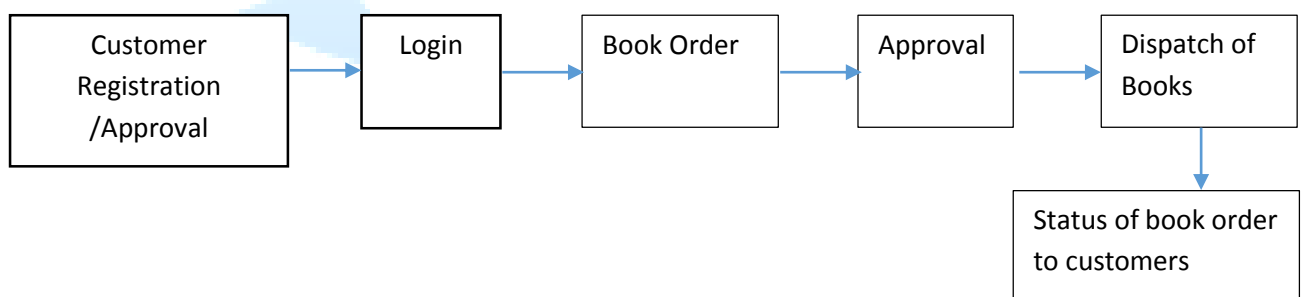 Customer
Registration
/Approval
Login
Book Order
Approval
Dispatch of
Books
Status of book order
to customers